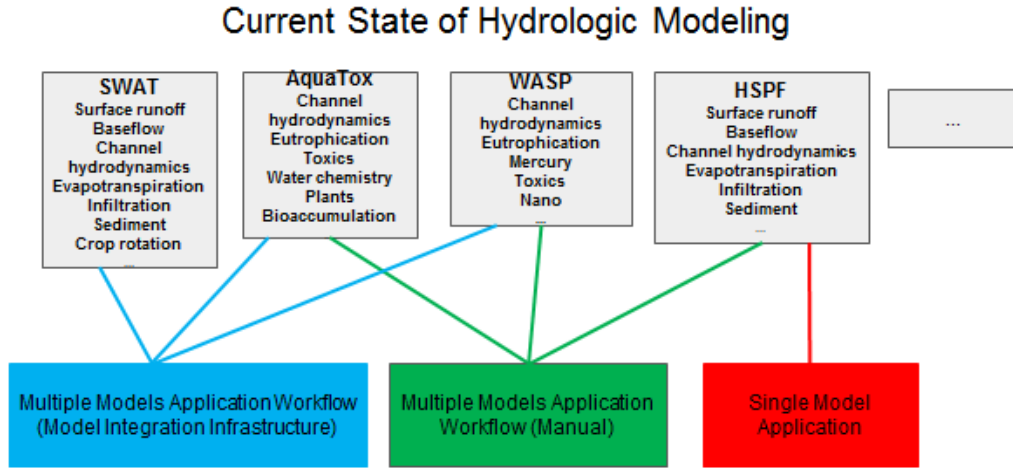 Current State of Hydrologic Modeling
SWAT
Surface runoff
Baseflow
Channel
hydrodynamics
Evapotranspiration
Infiltration
Sediment
Crop rotation
...
AquaTox
Channel
hydrodynamics
Eutrophication
Toxics
Water chemistry
Plants
Bioaccumulation
WASP
Channel
hydrodynamics
Eutrophication
Mercury
Toxics
Nano
...
HSPF
Surface runoff
Baseflow
Channel hydrodynamics
Evapotranspiration
Infiltration
Sediment
...
...
Multiple Models Application Workflow
(Model Integration Infrastructure)
Multiple Models Application
Workflow (Manual)
Single Model
Application